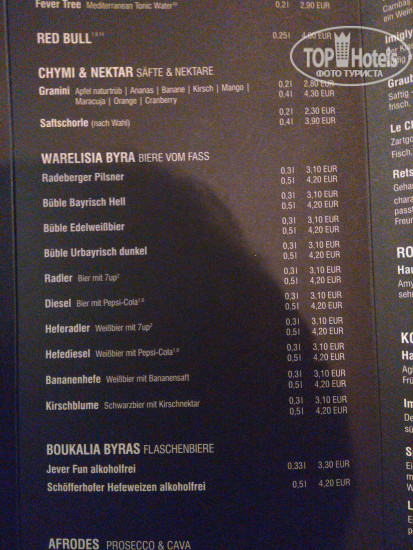 Fever Tree Mediterranean Tonic Water 0,2l 2,90 EUR
RED BULL 0,25l 4,00 EUR
TOP Hotels
ФОТО ТУРИСТА
CHYMI & NEKTAR SÄFTE & NEKTARE
Granini Apfel naturtrüb | Ananas | Banane | Kirsch | Mango | 0,2l 2,80 EUR
Maracuja | Orange | Cranberry 0,4l 4,30 EUR
Saftschorle (nach Wahl) 0,2l 2,30 EUR
0,4l 3,90 EUR
WARELISIA BYRA BIERE VOM FASS
Radeberger Pilsner 0,3l 3,10 EUR
0,5l 4,20 EUR
Büble Bayrisch Hell 0,3l 3,10 EUR
0,5l 4,20 EUR
Büble Edelweißbier 0,3l 3,10 EUR
0,5l 4,20 EUR
Büble Urbayrisch dunkel 0,3l 3,10 EUR
0,5l 4,20 EUR
Radler Bier mit 7up² 0,3l 3,10 EUR
0,5l 4,20 EUR
Diesel Bier mit Pepsi-Cola¹·⁸ 0,3l 3,10 EUR
0,5l 4,20 EUR
Heferadler Weißbier mit 7up² 0,3l 3,10 EUR
0,5l 4,20 EUR
Hefediesel Weißbier mit Pepsi-Cola¹·⁸ 0,3l 3,10 EUR
0,5l 4,20 EUR
Bananenhefe Weißbier mit Bananensaft 0,3l 3,10 EUR
0,5l 4,20 EUR
Kirschblume Schwarzbier mit Kirschnektar 0,3l 3,10 EUR
0,5l 4,20 EUR
BOUKALIA BYRAS FLASCHENBIERE
Jever Fun alkoholfrei 0,33l 3,30 EUR
Schöfferhofer Hefeweizen alkoholfrei 0,5l 4,20 EUR
AFRODES PROSECCO & CAVA